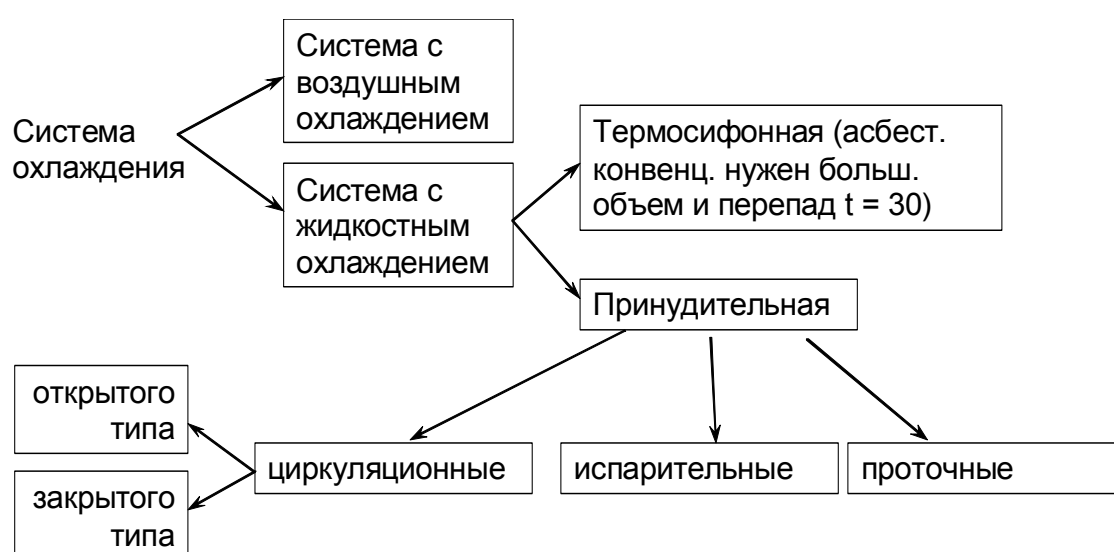 Система с
воздушным
охлаждением
Система
охлаждения
Система с
жидкостным
охлаждением
Термосифонная (асбест.
конвенц. нужен больш.
объем и перепад t = 30)
Принудительная
открытого
типа
закрытого
типа
циркуляционные
испарительные
проточные